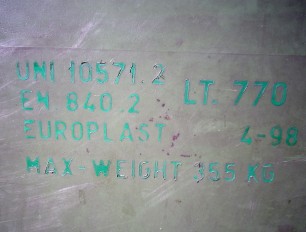 UNI 10571.2
EN 840.2 LT. 770
EUROPLAST 4-98
MAX-WEIGHT 355 KG